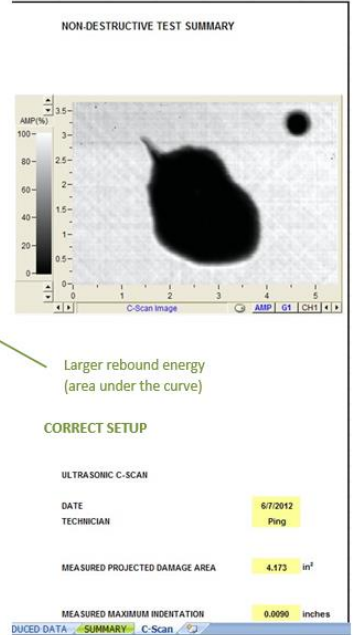 NON-DESTRUCTIVE TEST SUMMARY
AMP(%)
100
80
60
40
20
0
3.5
3
2.5
2
1.5
1
0.5
0
0 1 2 3 4 5
C-Scan Image AMP G1 CH1
Larger rebound energy
(area under the curve)
CORRECT SETUP
ULTRASONIC C-SCAN
DATE 6/7/2012
TECHNICIAN Ping
MEASURED PROJECTED DAMAGE AREA 4.173 in²
MEASURED MAXIMUM INDENTATION 0.0090 inches
DUCED DATA SUMMARY C-Scan